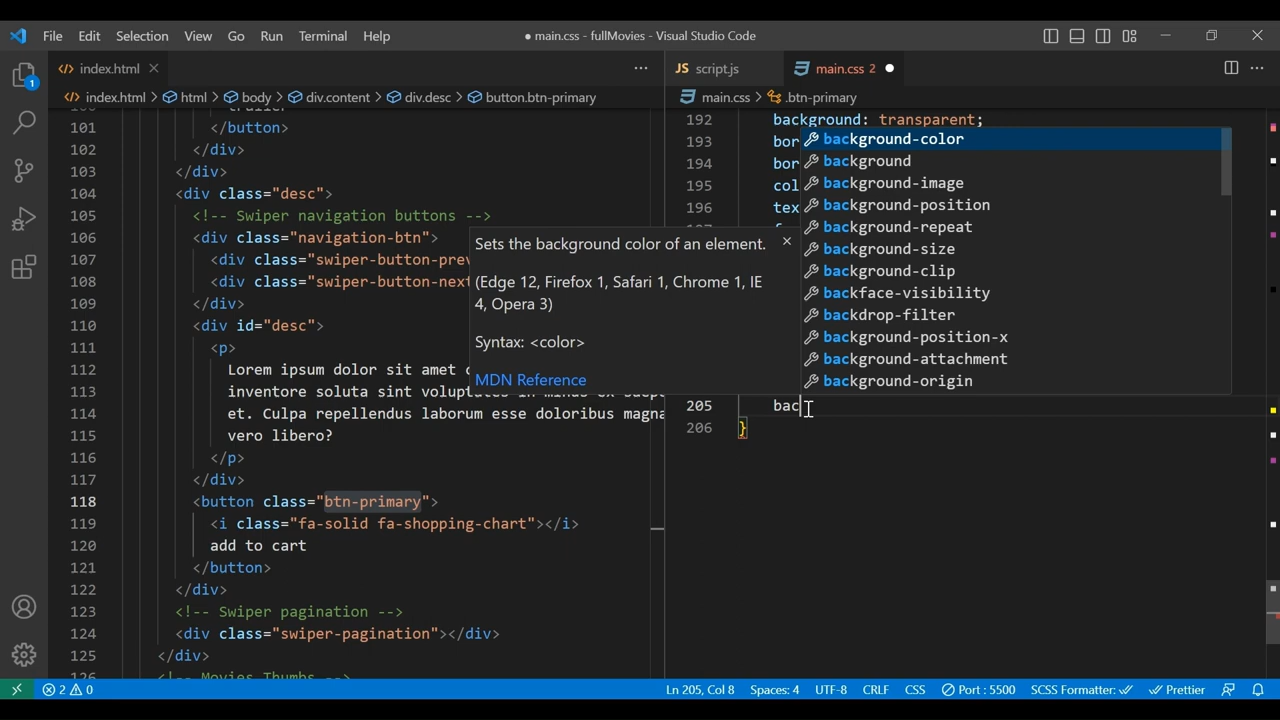 File Edit Selection View Go Run Terminal Help
● main.css - fullMovies - Visual Studio Code
index.html
JS script.js
main.css 2 ●
index.html > html > body > div.content > div.desc > button.btn-primary
main.css > .btn-primary
101 </button>
102 </div>
103 </div>
104 <div class="desc">
105 <!-- Swiper navigation buttons -->
106 <div class="navigation-btn">
107 <div class="swiper-button-prev
108 <div class="swiper-button-next
109 </div>
110 <div id="desc">
111 <p>
112 Lorem ipsum dolor sit amet
113 inventore soluta sint
114 et. Culpa repellendus laborum esse doloribus magna
115 vero libero?
116 </p>
117 </div>
118 <button class="btn-primary">
119 <i class="fa-solid fa-shopping-chart"></i>
120 add to cart
121 </button>
122 </div>
123 <!-- Swiper pagination -->
124 <div class="swiper-pagination"></div>
125 </div>
126
192 background: transparent;
193 bor
194 bor
195 col
196 tex
205 bac
206 }
background-color
background
background-image
background-position
background-repeat
background-size
background-clip
backface-visibility
backdrop-filter
background-position-x
background-attachment
background-origin
Sets the background color of an element.
(Edge 12, Firefox 1, Safari 1, Chrome 1, IE
4, Opera 3)
Syntax: <color>
MDN Reference
1
2 0
Ln 205, Col 8 Spaces: 4 UTF-8 CRLF CSS Port : 5500 SCSS Formatter: Prettier